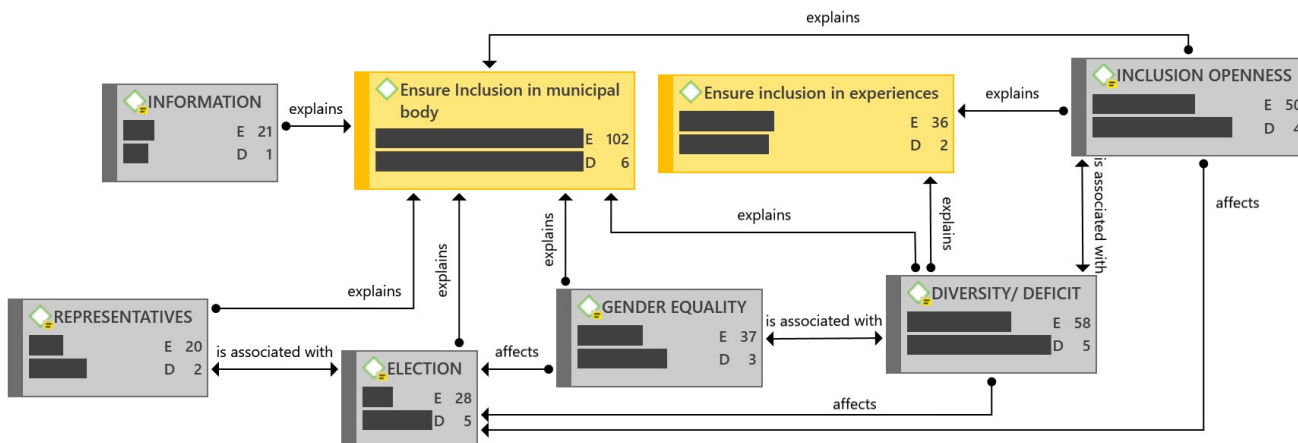 explains
INFORMATION
E 21
D 1
explains
Ensure Inclusion in municipal
body
E 102
D 6
Ensure inclusion in experiences
E 36
D 2
explains
INCLUSION OPENNESS
E 50
D 4
is associated with
affects
explains
explains
explains
explains
explains
REPRESENTATIVES
E 20
D 2
is associated with
ELECTION
E 28
D 5
affects
GENDER EQUALITY
E 37
D 3
is associated with
DIVERSITY/ DEFICIT
E 58
D 5
affects